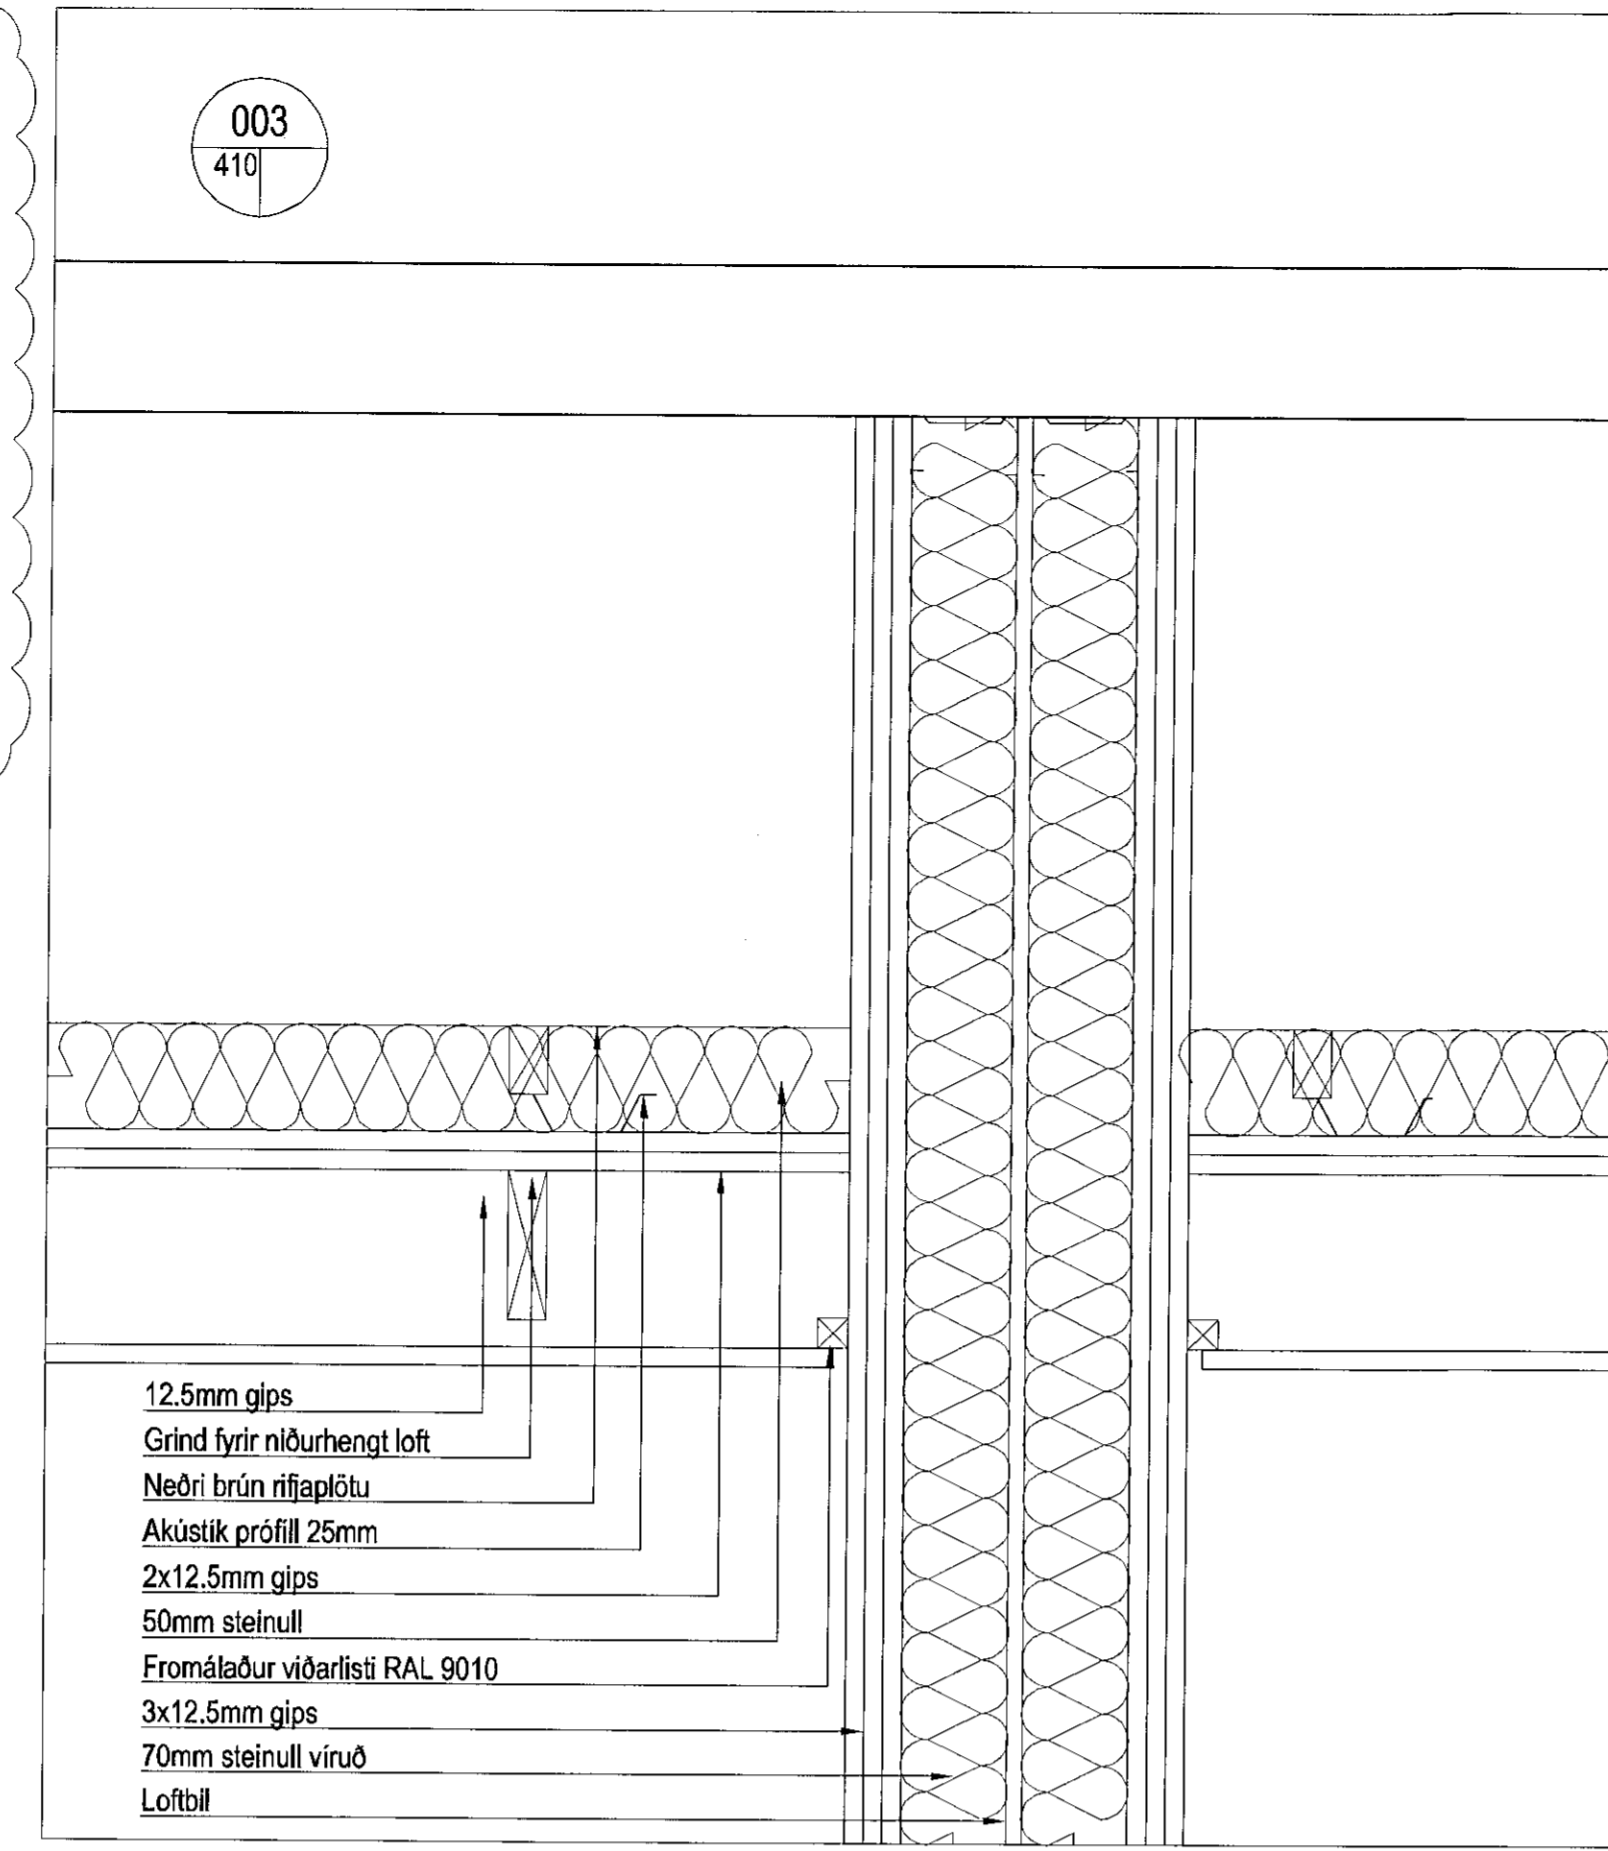 003
410
12.5mm gips
Grind fyrir niðurhengt loft
Neðri brún rifjaplötu
Akústík prófíll 25mm
2x12.5mm gips
50mm steinull
Fromálaður viðarlisti RAL 9010
3x12.5mm gips
70mm steinull víruð
Loftbil